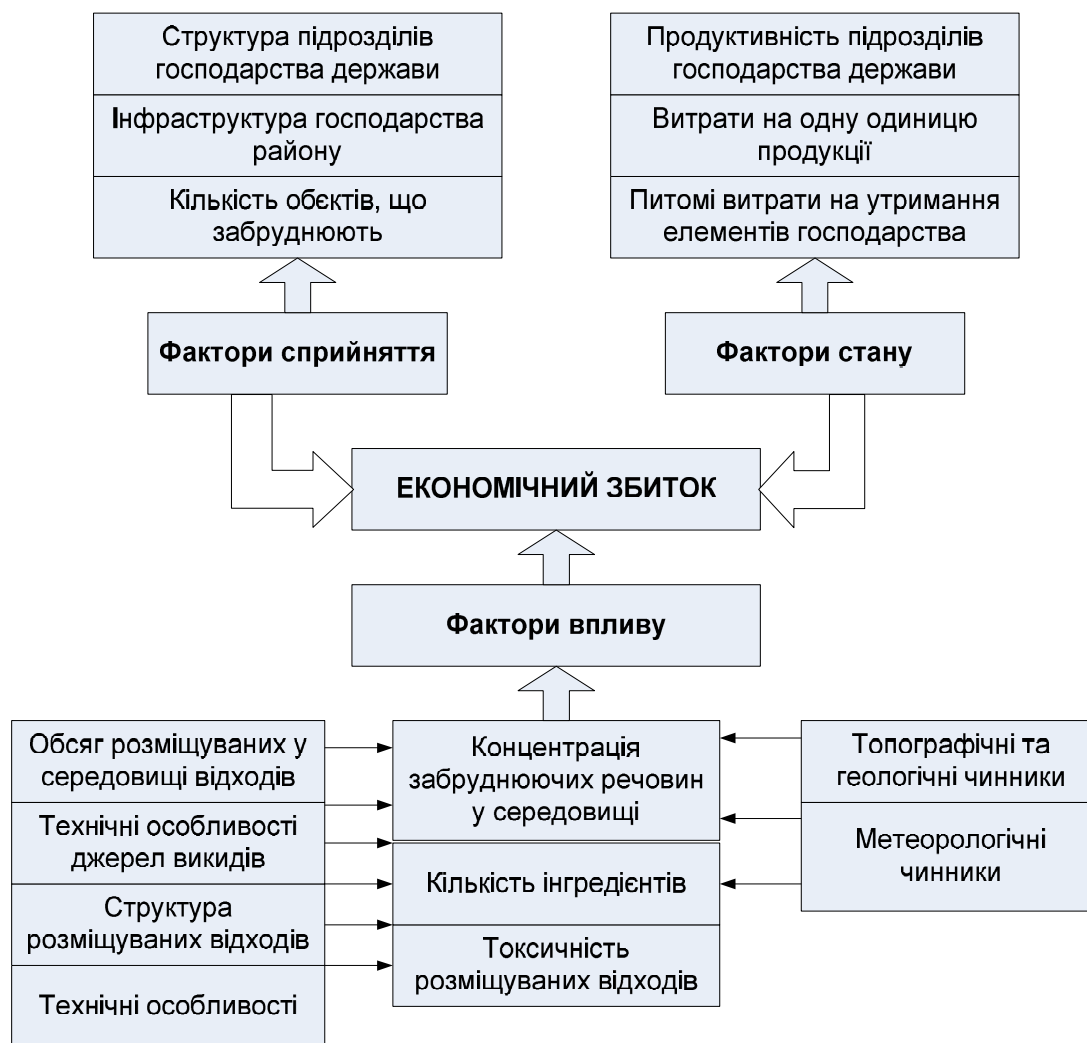 Структура підрозділів
господарства держави
Інфраструктура господарства
району
Кількість обєктів, що
забруднюють
Продуктивність підрозділів
господарства держави
Витрати на одну одиницю
продукції
Питомі витрати на утримання
елементів господарства
Фактори сприйняття
Фактори стану
ЕКОНОМІЧНИЙ ЗБИТОК
Фактори впливу
Обсяг розміщуваних у
середовищі відходів
Технічні особливості
джерел викидів
Структура
розміщуваних відходів
Технічні особливості
Концентрація
забруднюючих речовин
у середовищі
Кількість інгредієнтів
Токсичність
розміщуваних відходів
Топографічні та
геологічні чинники
Метеорологічні
чинники